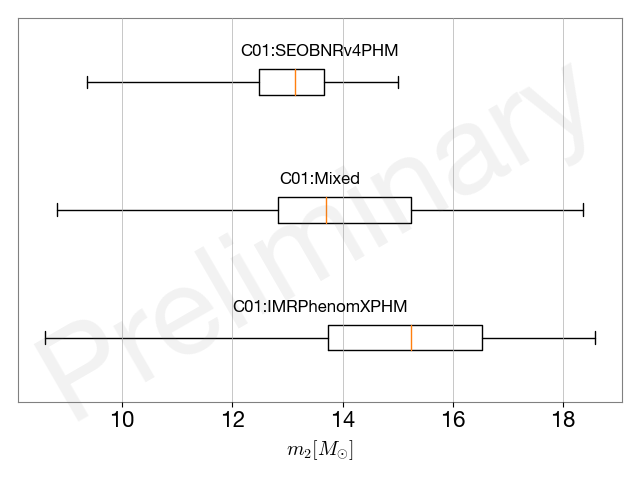 C01:SEOBNRv4PHM
C01:Mixed
C01:IMRPhenomXPHM
Preliminary
10 12 14 16 18
m₂[M☉]